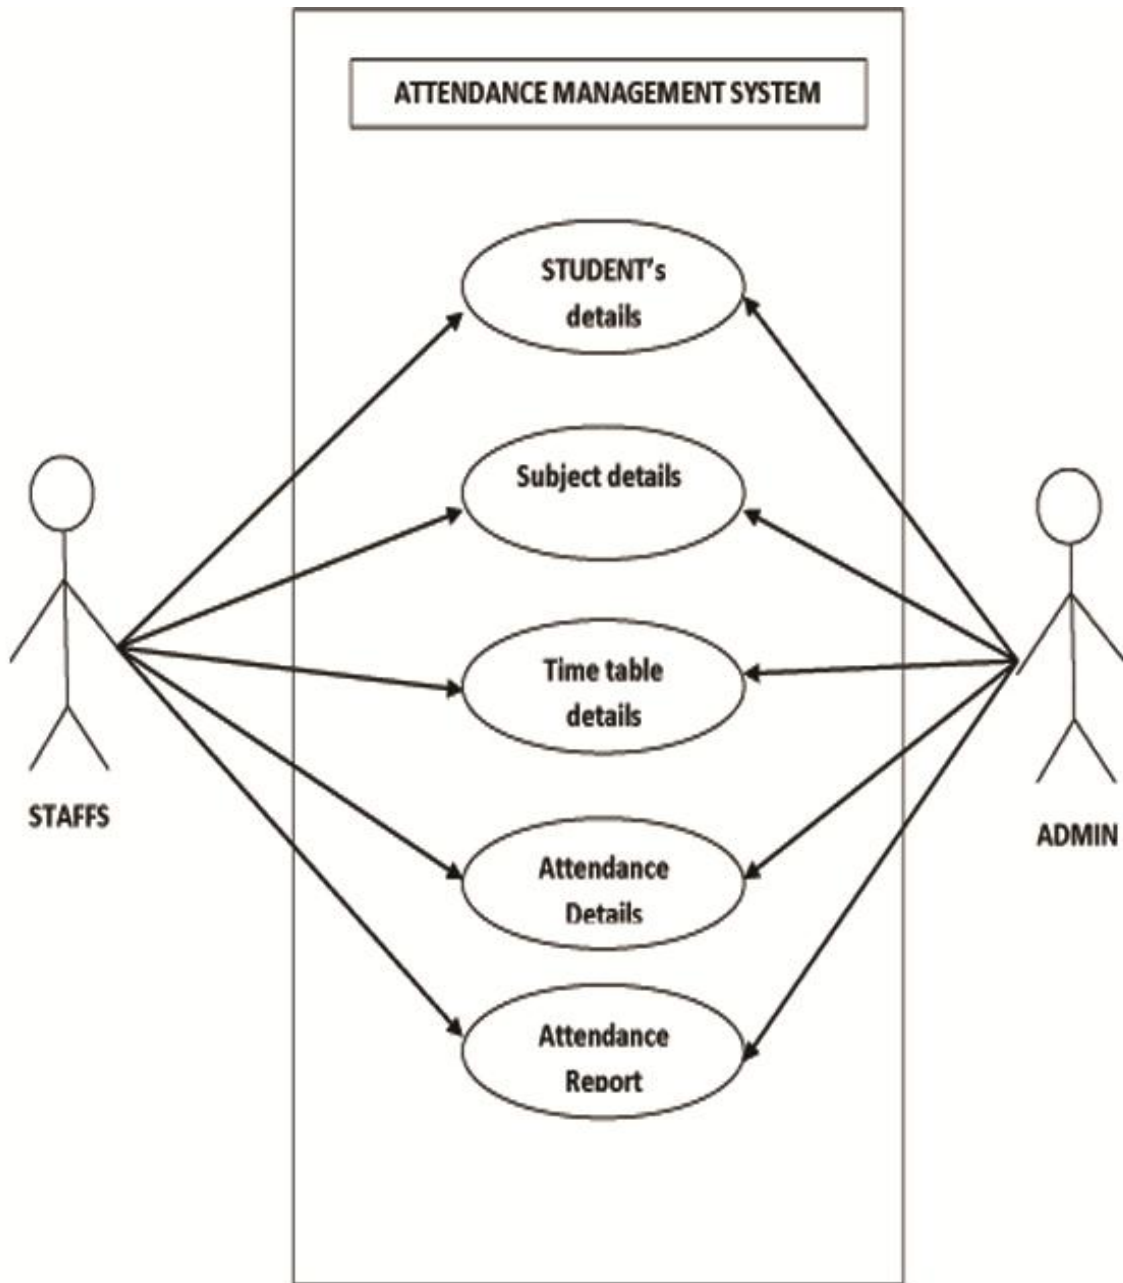 ATTENDANCE MANAGEMENT SYSTEM
STUDENT's
details
Subject details
Time table
details
STAFFS
ADMIN
Attendance
Details
Attendance
Report